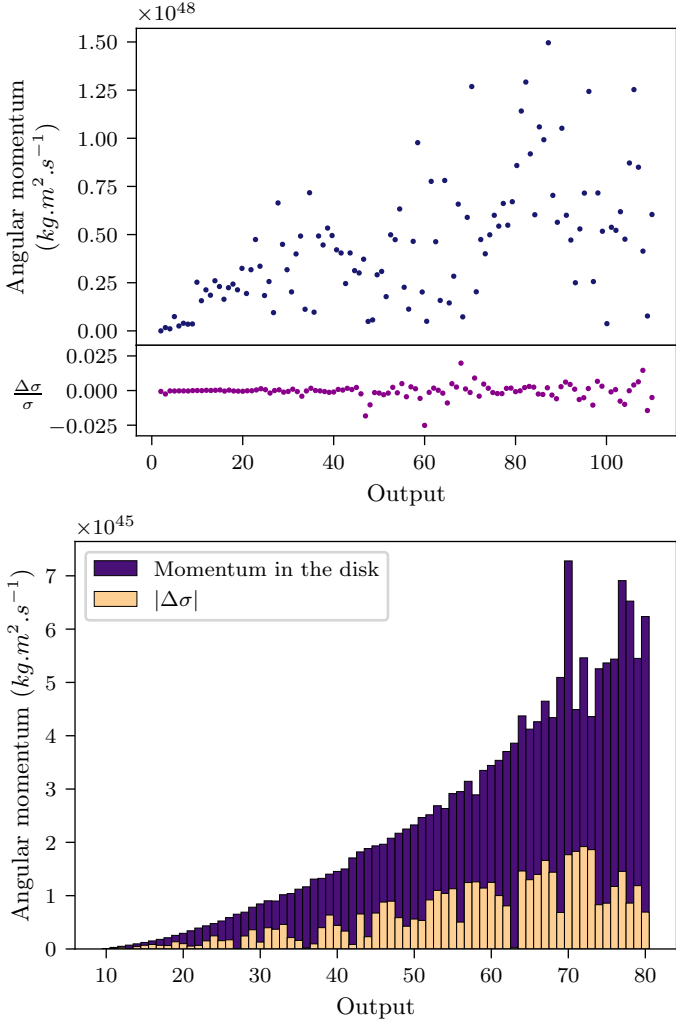 ×10^48
Angular momentum
(kg.m^2.s^−1)
1.50
1.25
1.00
0.75
0.50
0.25
0.00
|Δσ/σ|
0.025
0.000
−0.025
0 20 40 60 80 100
Output
×10^45
Angular momentum (kg.m^2.s^−1)
Momentum in the disk
|Δσ|
7
6
5
4
3
2
1
0
10 20 30 40 50 60 70 80
Output